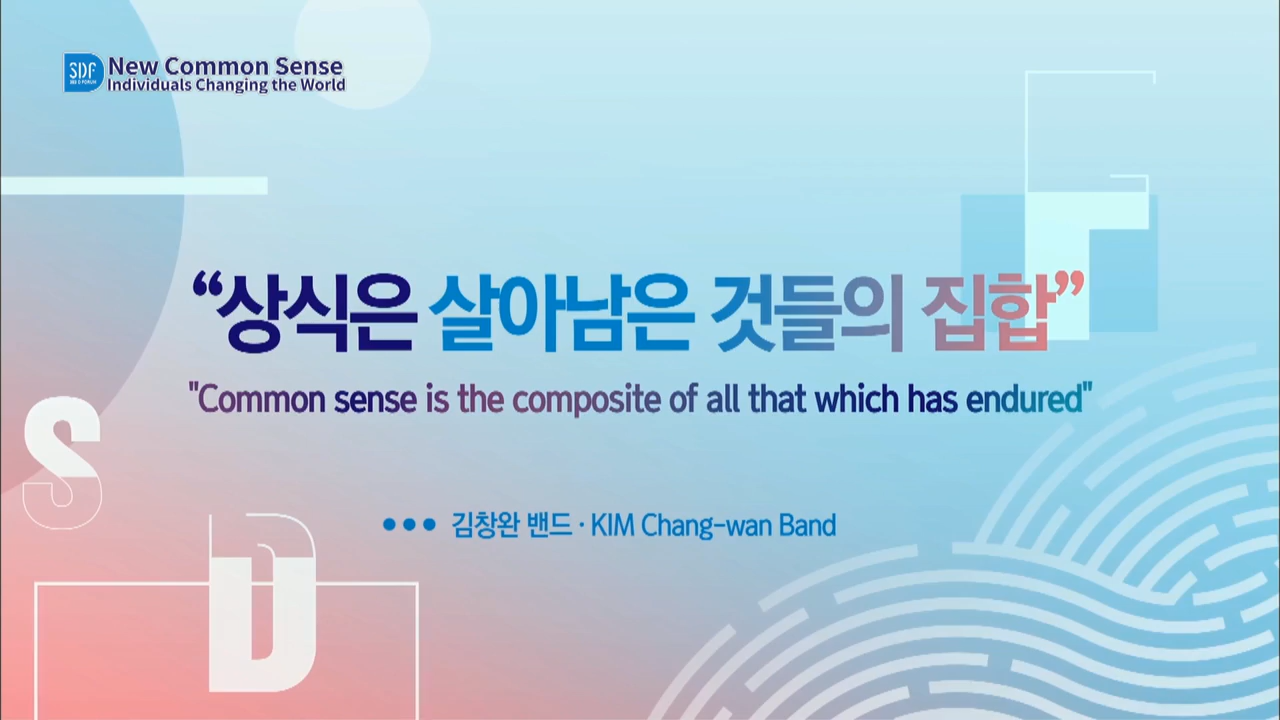 SDF
SBS D FORUM
New Common Sense
Individuals Changing the World
“상식은 살아남은 것들의 집합”
"Common sense is the composite of all that which has endured"
••• 김창완 밴드 · KIM Chang-wan Band
S
D
F